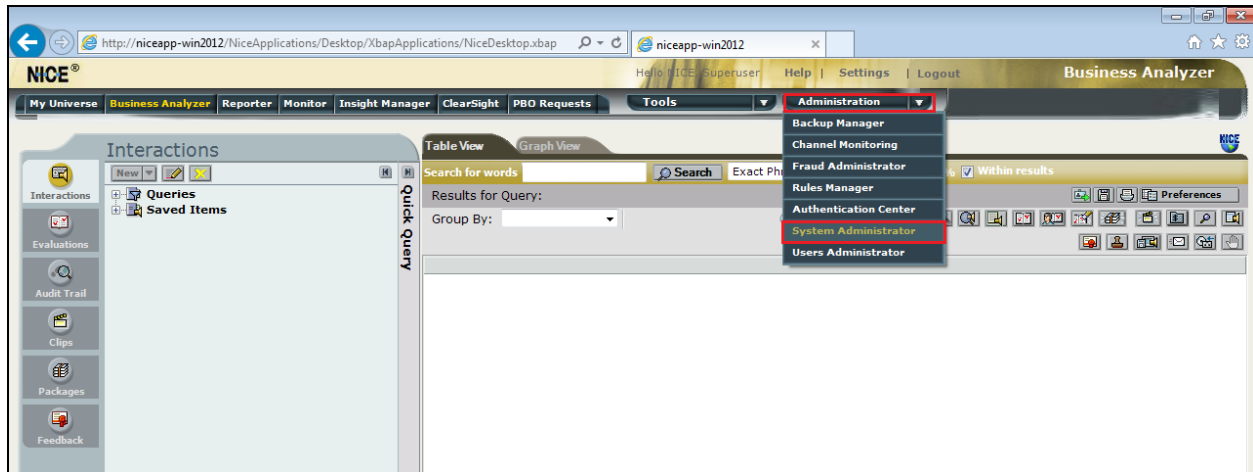 http://niceapp-win2012/NiceApplications/Desktop/XbapApplications/NiceDesktop.xbap
niceapp-win2012
NICE®
Hello NICE, Superuser
Help | Settings | Logout
Business Analyzer
My Universe
Business Analyzer
Reporter
Monitor
Insight Manager
ClearSight
PBO Requests
Tools
Administration
Backup Manager
Channel Monitoring
Fraud Administrator
Rules Manager
Authentication Center
System Administrator
Users Administrator
NICE
Interactions
New
Queries
Saved Items
Quick Query
Interactions
Evaluations
Audit Trail
Clips
Packages
Feedback
Table View
Graph View
Search for words
Search
Exact
% Within results
Results for Query:
Preferences
Group By: